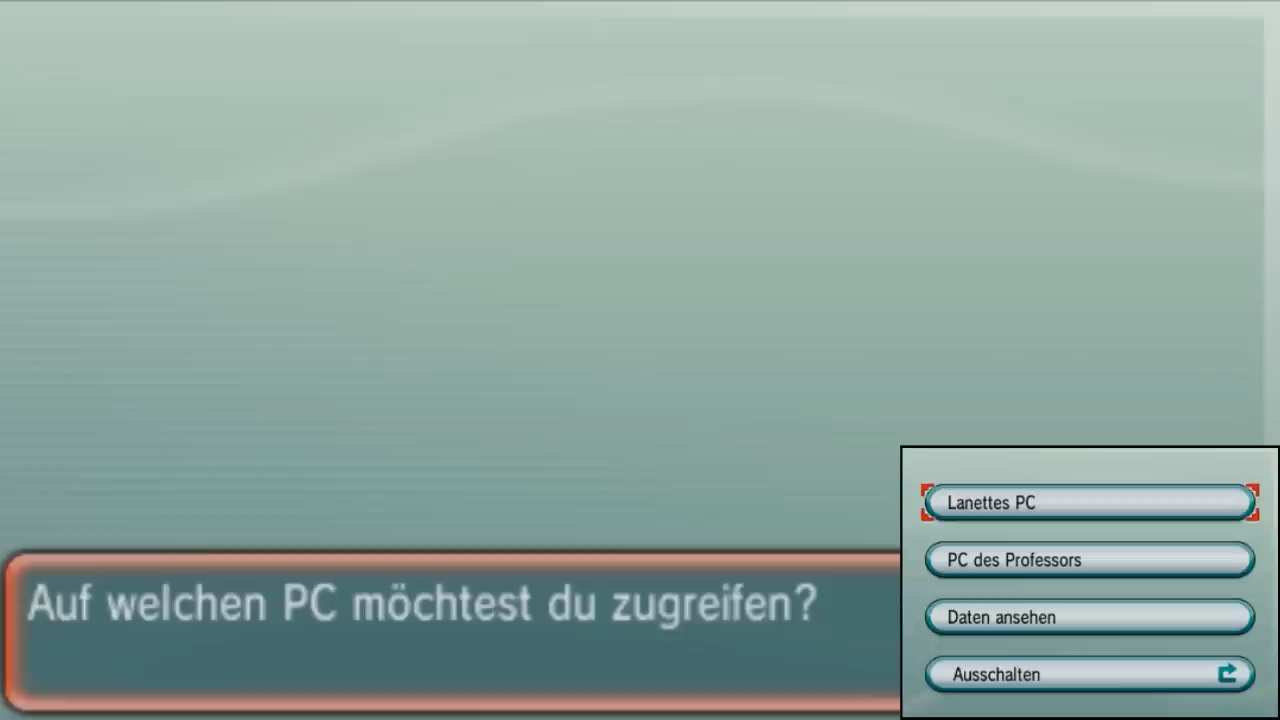 Auf welchen PC möchtest du zugreifen?
Lanettes PC
PC des Professors
Daten ansehen
Ausschalten